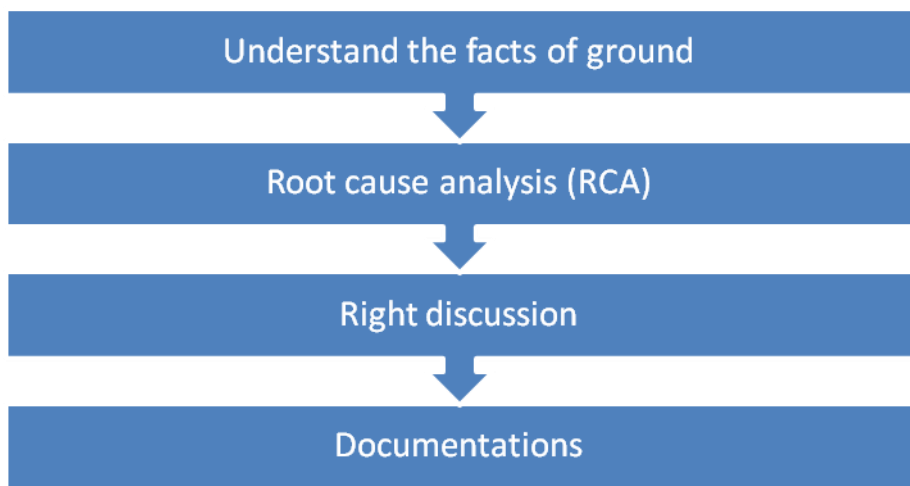 Understand the facts of ground
Root cause analysis (RCA)
Right discussion
Documentations